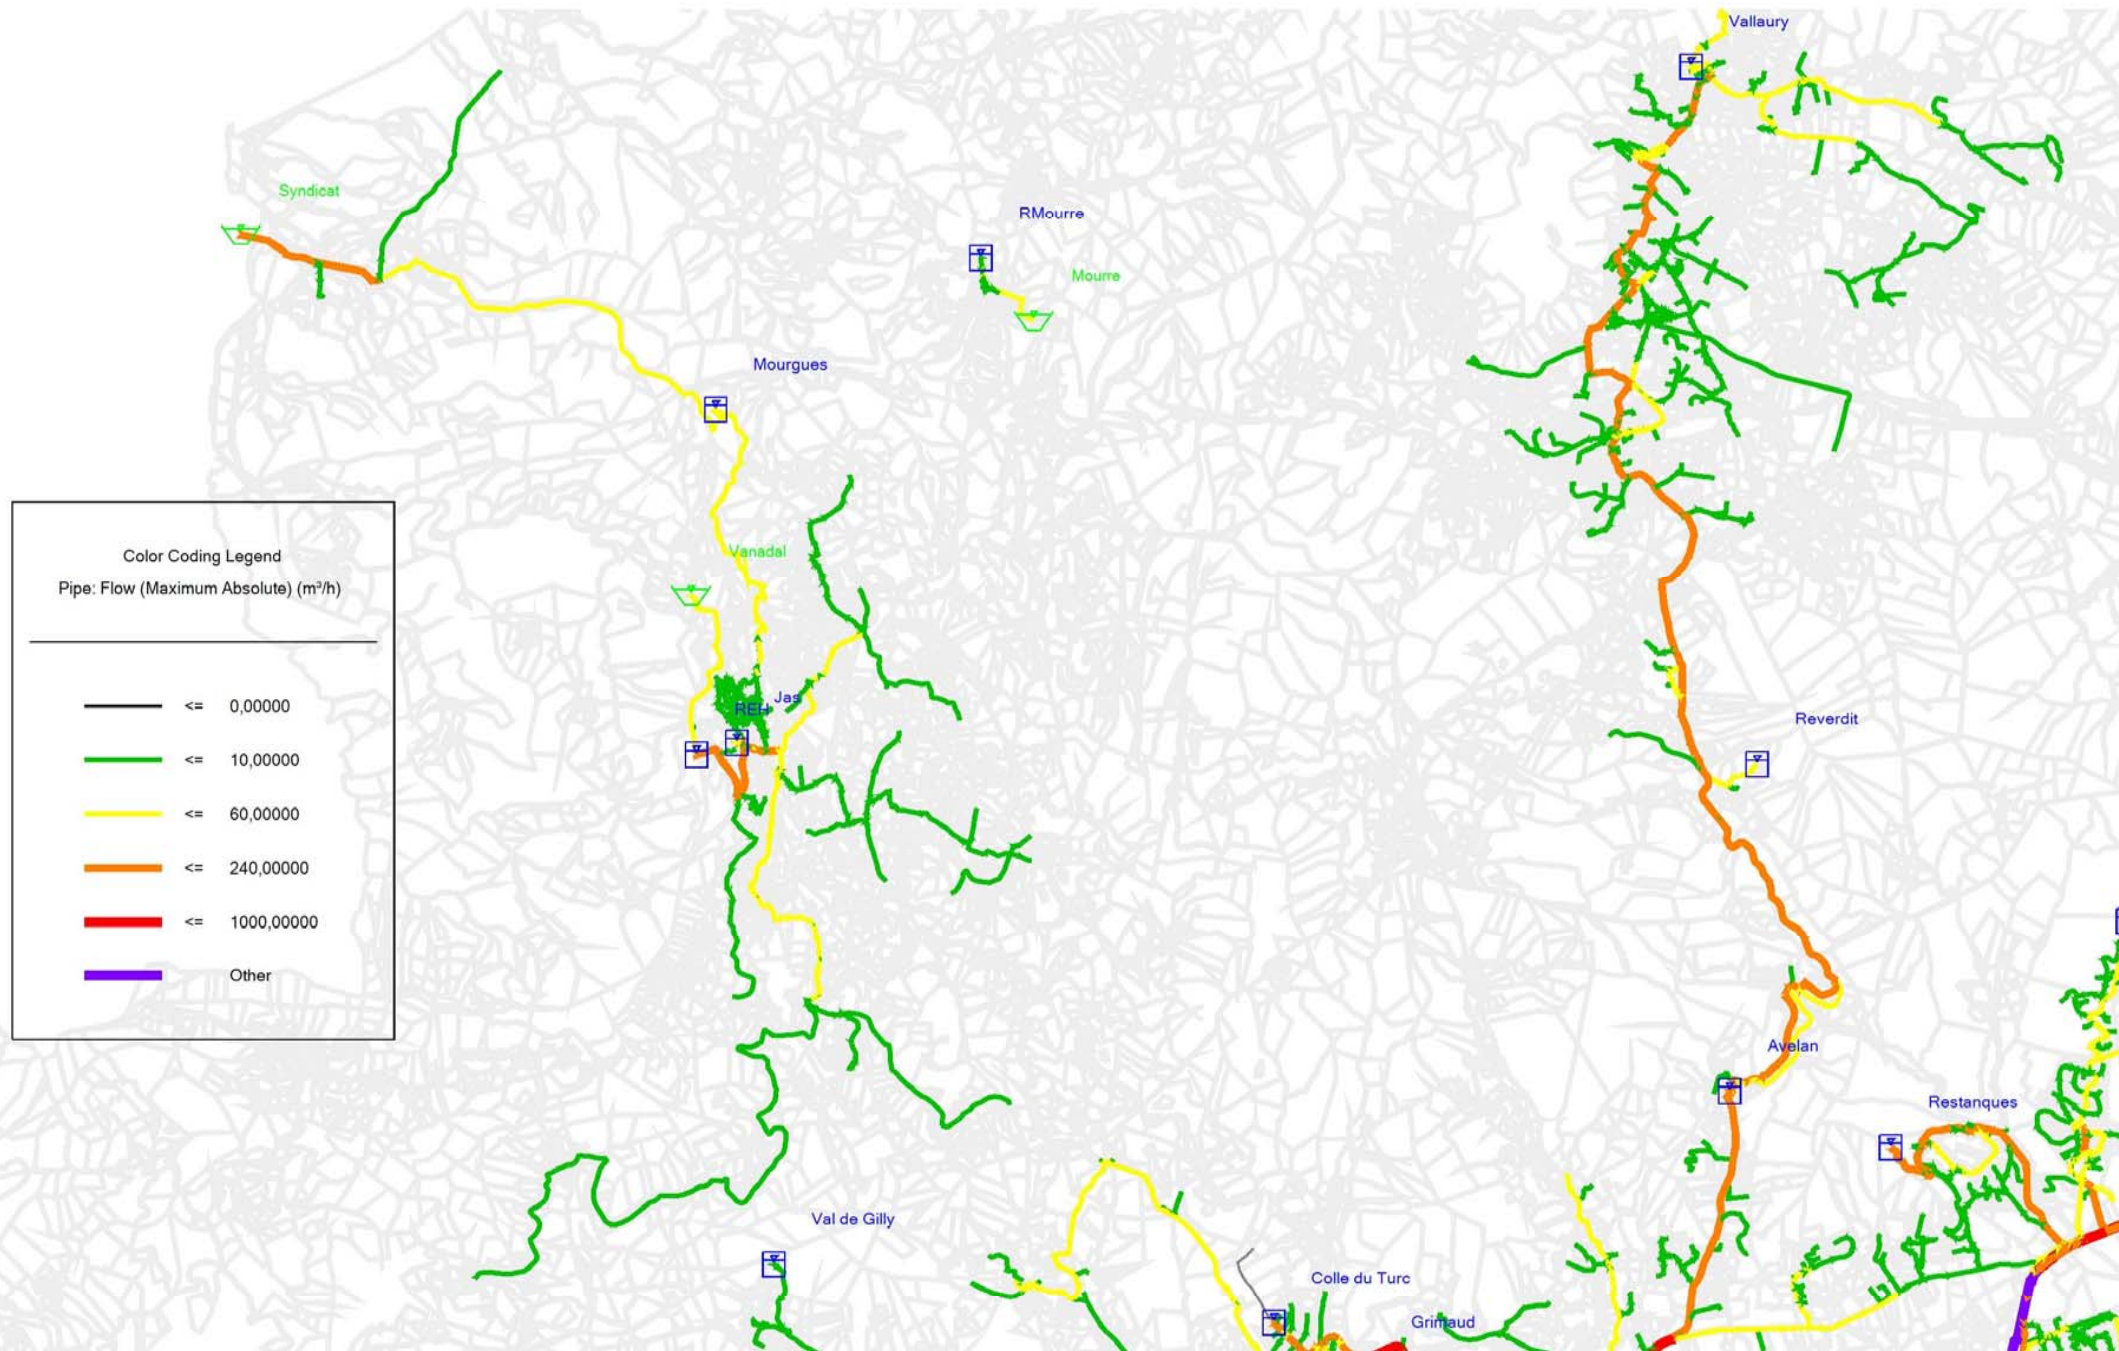 Vallaury
Syndicat
RMourre
Mourre
Mourgues
Color Coding Legend
Pipe: Flow (Maximum Absolute) (m³/h)
<= 0,00000
<= 10,00000
<= 60,00000
<= 240,00000
<= 1000,00000
Other
Vanadal
Jas
REH
Reverdit
Avelan
Restanques
Val de Gilly
Colle du Turc
Grimaud